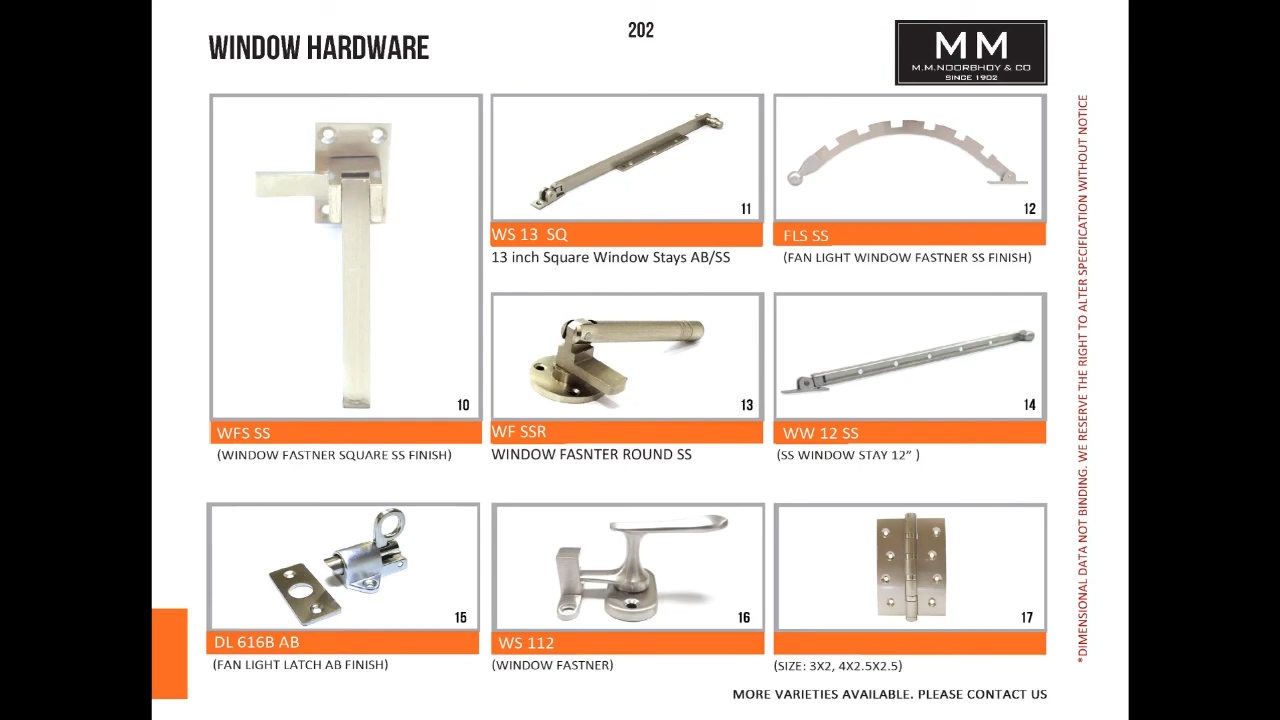 202
WINDOW HARDWARE
MM
M.M.NOORBHOY & CO
SINCE 1902
10
WFS SS
(WINDOW FASTNER SQUARE SS FINISH)
11
WS 13 SQ
13 inch Square Window Stays AB/SS
12
FLS SS
(FAN LIGHT WINDOW FASTNER SS FINISH)
13
WF SSR
WINDOW FASNTER ROUND SS
14
WW 12 SS
(SS WINDOW STAY 12” )
15
DL 616B AB
(FAN LIGHT LATCH AB FINISH)
16
WS 112
(WINDOW FASTNER)
17
(SIZE: 3X2, 4X2.5X2.5)
MORE VARIETIES AVAILABLE. PLEASE CONTACT US
*DIMENSIONAL DATA NOT BINDING. WE RESERVE THE RIGHT TO ALTER SPECIFICATION WITHOUT NOTICE